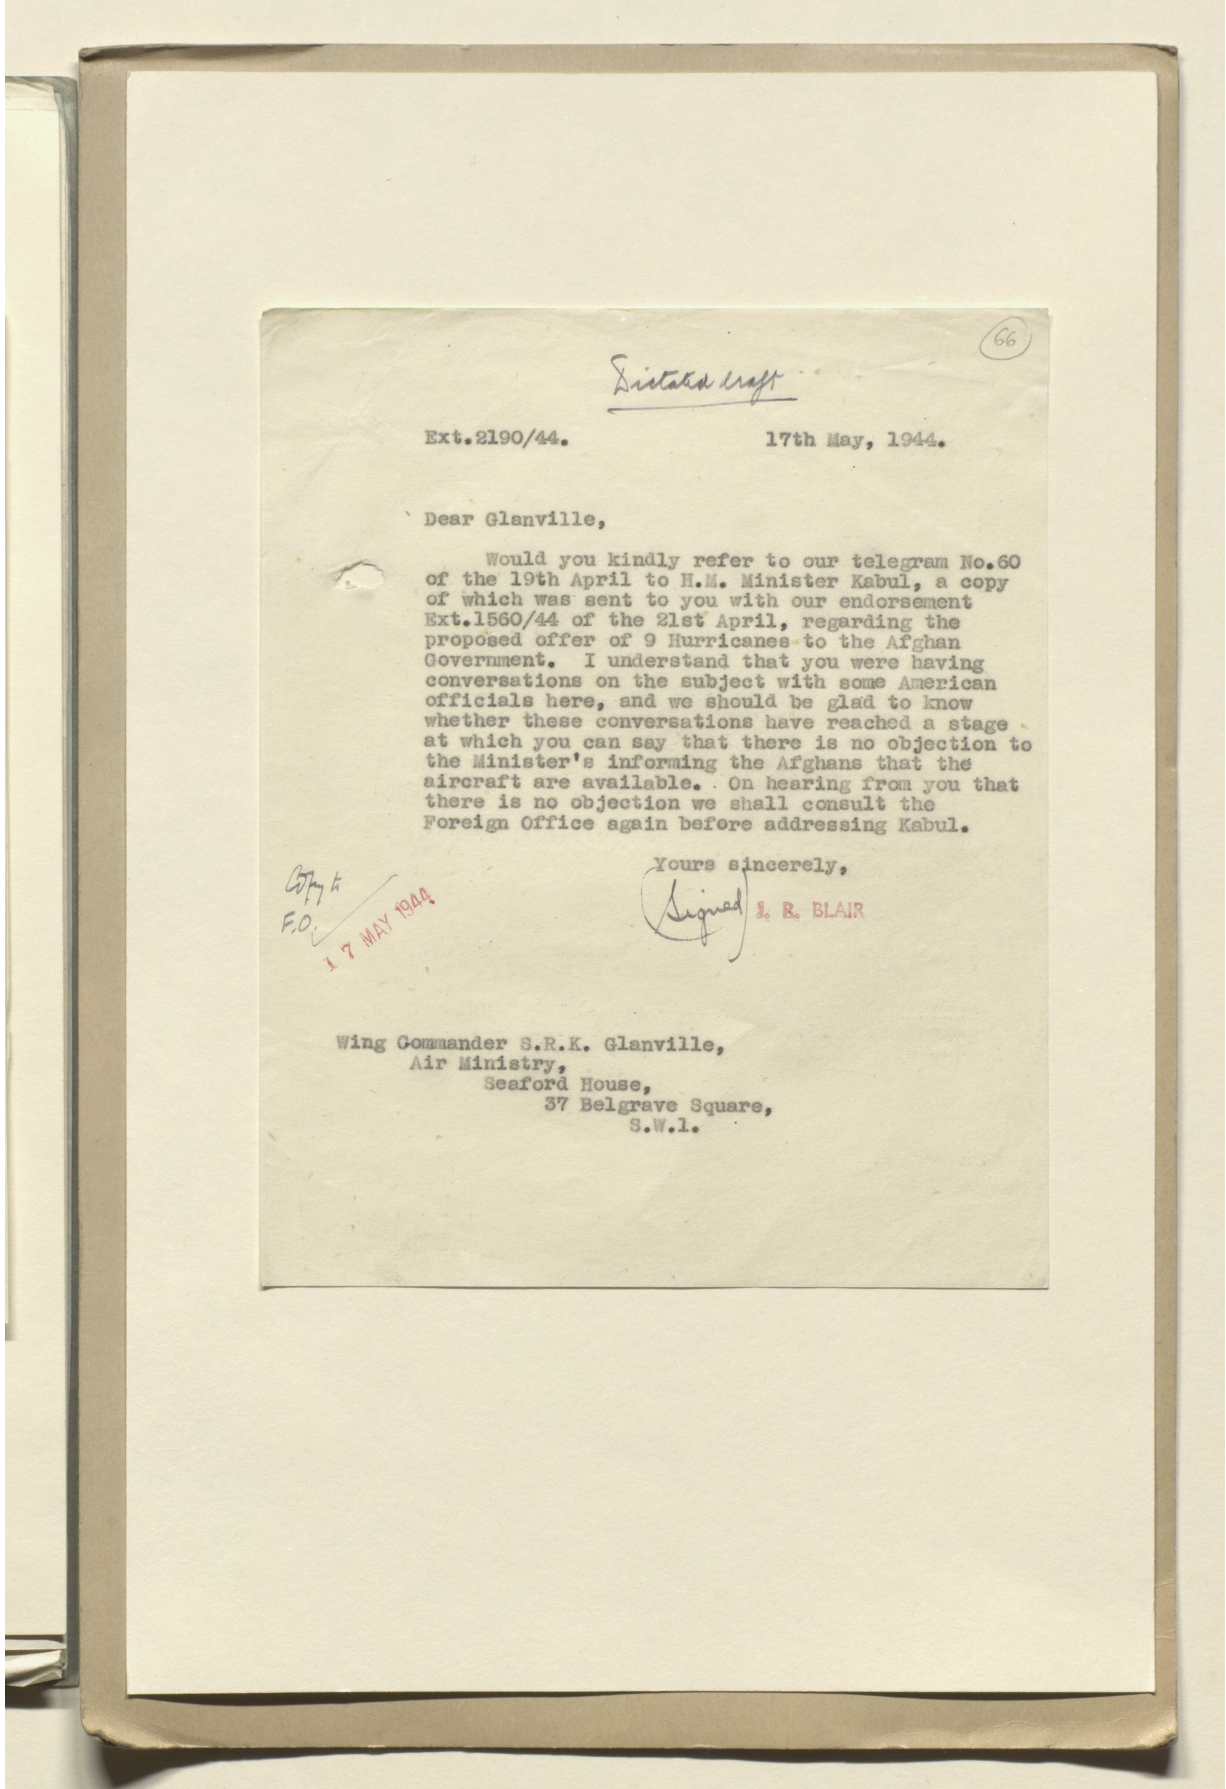 66
Dictated draft
Ext.2190/44. 17th May, 1944.
Dear Glanville,
Would you kindly refer to our telegram No.60
of the 19th April to H.M. Minister Kabul, a copy
of which was sent to you with our endorsement
Ext.1560/44 of the 21st April, regarding the
proposed offer of 9 Hurricanes to the Afghan
Government. I understand that you were having
conversations on the subject with some American
officials here, and we should be glad to know
whether these conversations have reached a stage
at which you can say that there is no objection to
the Minister's informing the Afghans that the
aircraft are available. On hearing from you that
there is no objection we shall consult the
Foreign Office again before addressing Kabul.
Yours sincerely,
(Signed) J. R. BLAIR
Copy to
F.O.
17 MAY 1944
Wing Commander S.R.K. Glanville,
Air Ministry,
Seaford House,
37 Belgrave Square,
S.W.1.